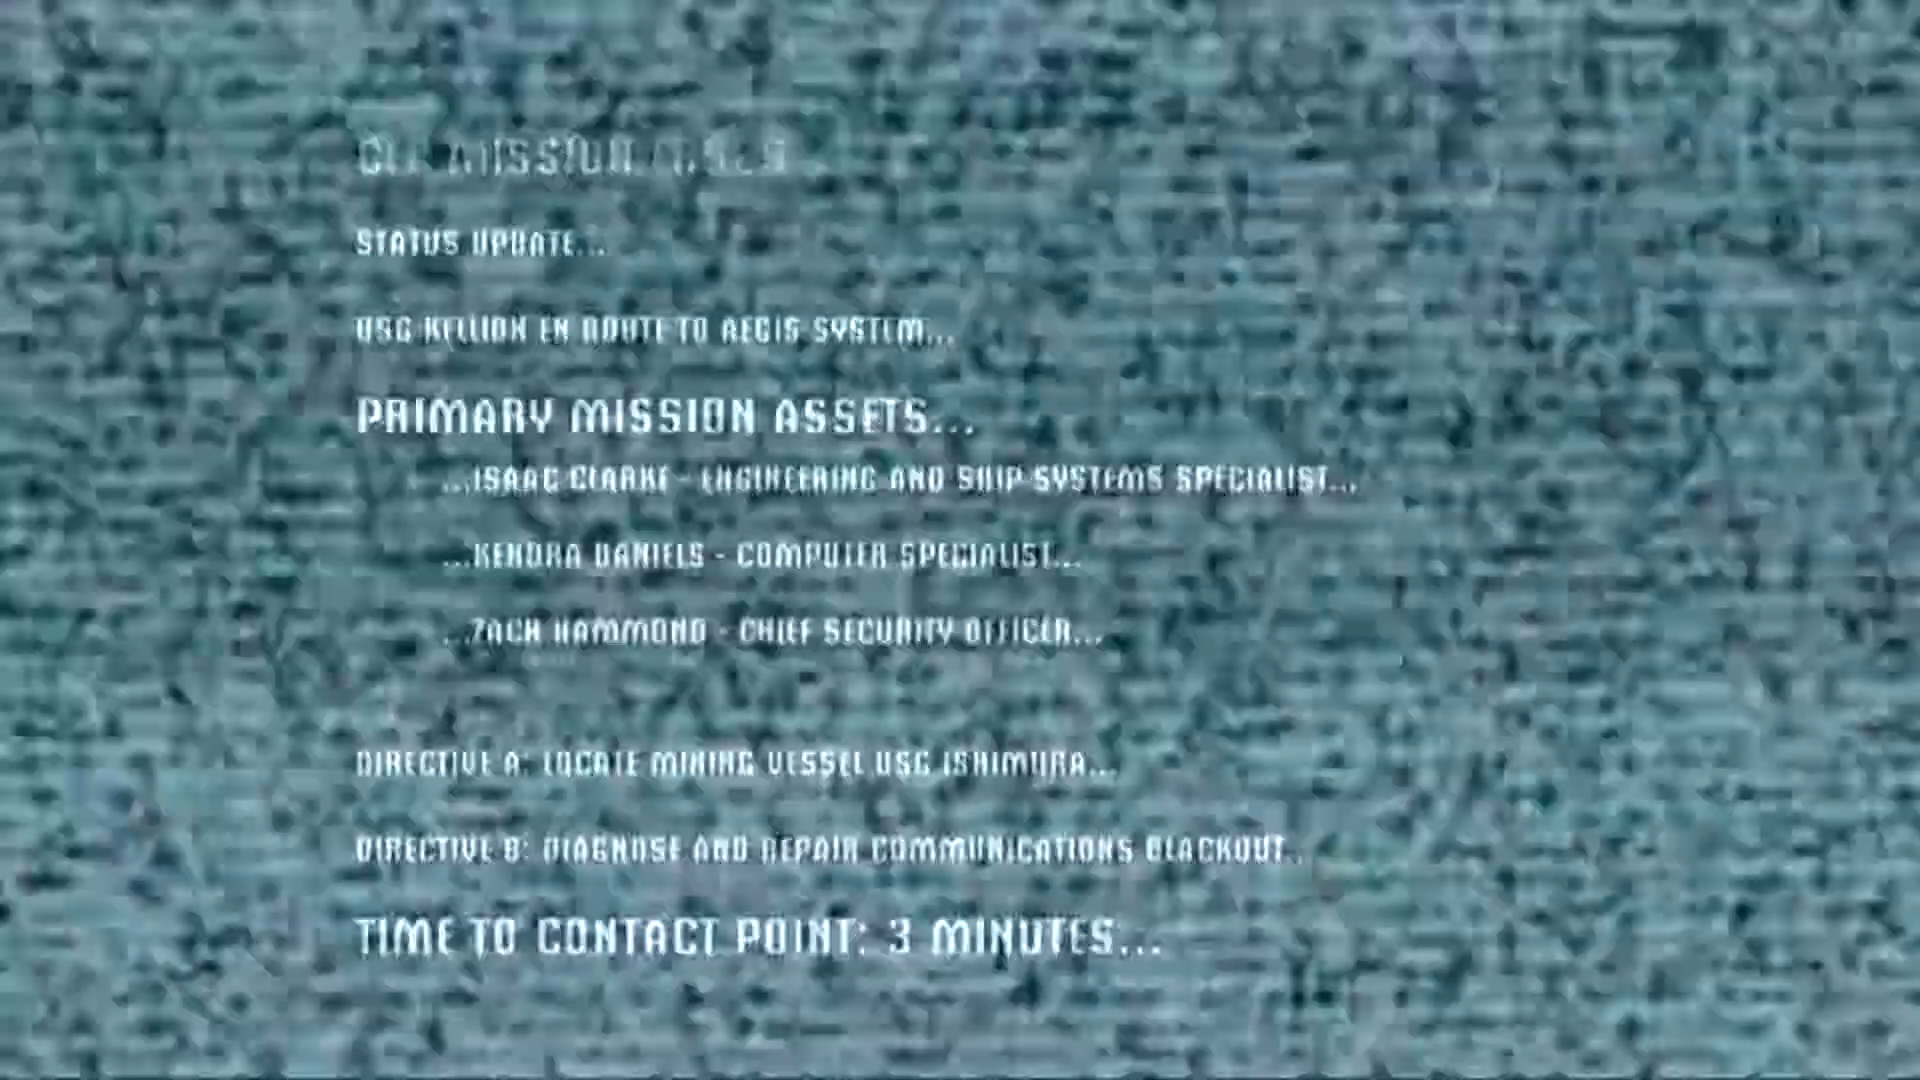 MISSION
STATUS UPDATE...
USG KELLION EN ROUTE TO AEGIS SYSTEM...
PRIMARY MISSION ASSETS...
...ISAAC CLARKE - ENGINEERING AND SHIP SYSTEMS SPECIALIST...
...KENDRA DANIELS - COMPUTER SPECIALIST...
...ZACH HAMMOND - CHIEF SECURITY OFFICER...
DIRECTIVE A: LOCATE MINING VESSEL USG ISHIMURA...
DIRECTIVE B: DIAGNOSE AND REPAIR COMMUNICATIONS BLACKOUT..
TIME TO CONTACT POINT: 3 MINUTES...